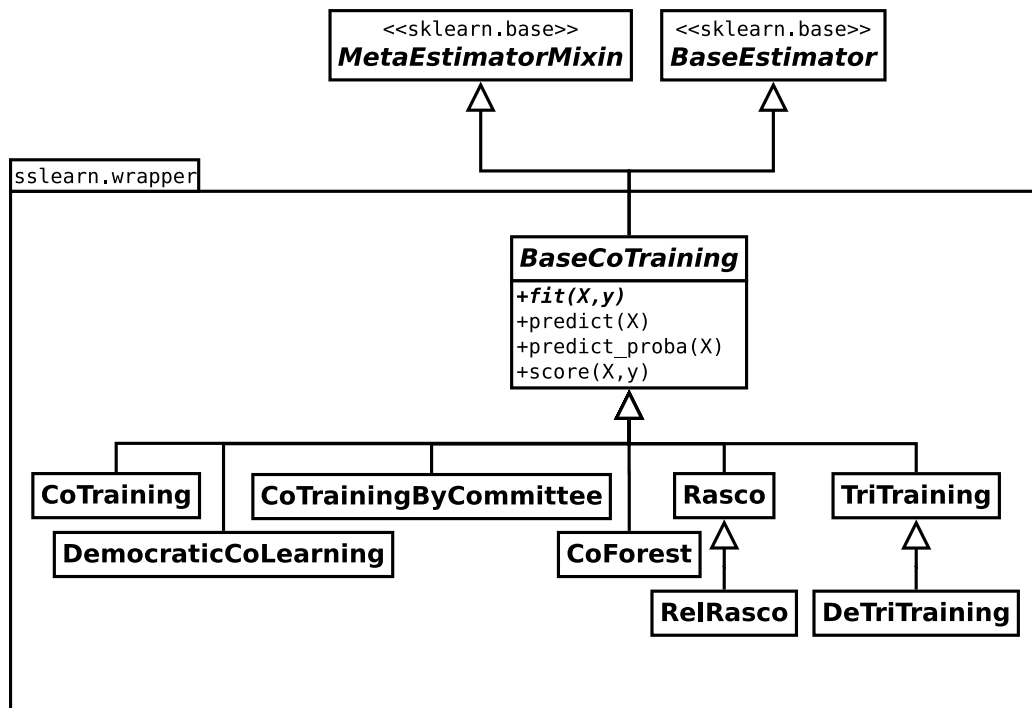 <<sklearn.base>>
MetaEstimatorMixin
<<sklearn.base>>
BaseEstimator
sslearn.wrapper
BaseCoTraining
+fit(X,y)
+predict(X)
+predict_proba(X)
+score(X,y)
CoTraining
CoTrainingByCommittee
Rasco
TriTraining
DemocraticCoLearning
CoForest
RelRasco
DeTriTraining